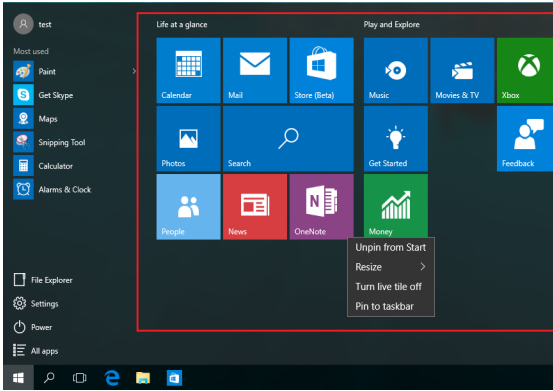 test
Most used
Paint
Get Skype
Maps
Snipping Tool
Calculator
Alarms & Clock
File Explorer
Settings
Power
All apps
Life at a glance
Play and Explore
Calendar
Mail
Store (Beta)
Music
Movies & TV
Xbox
Photos
Search
Get Started
Feedback
People
News
OneNote
Money
Unpin from Start
Resize
Turn live tile off
Pin to taskbar